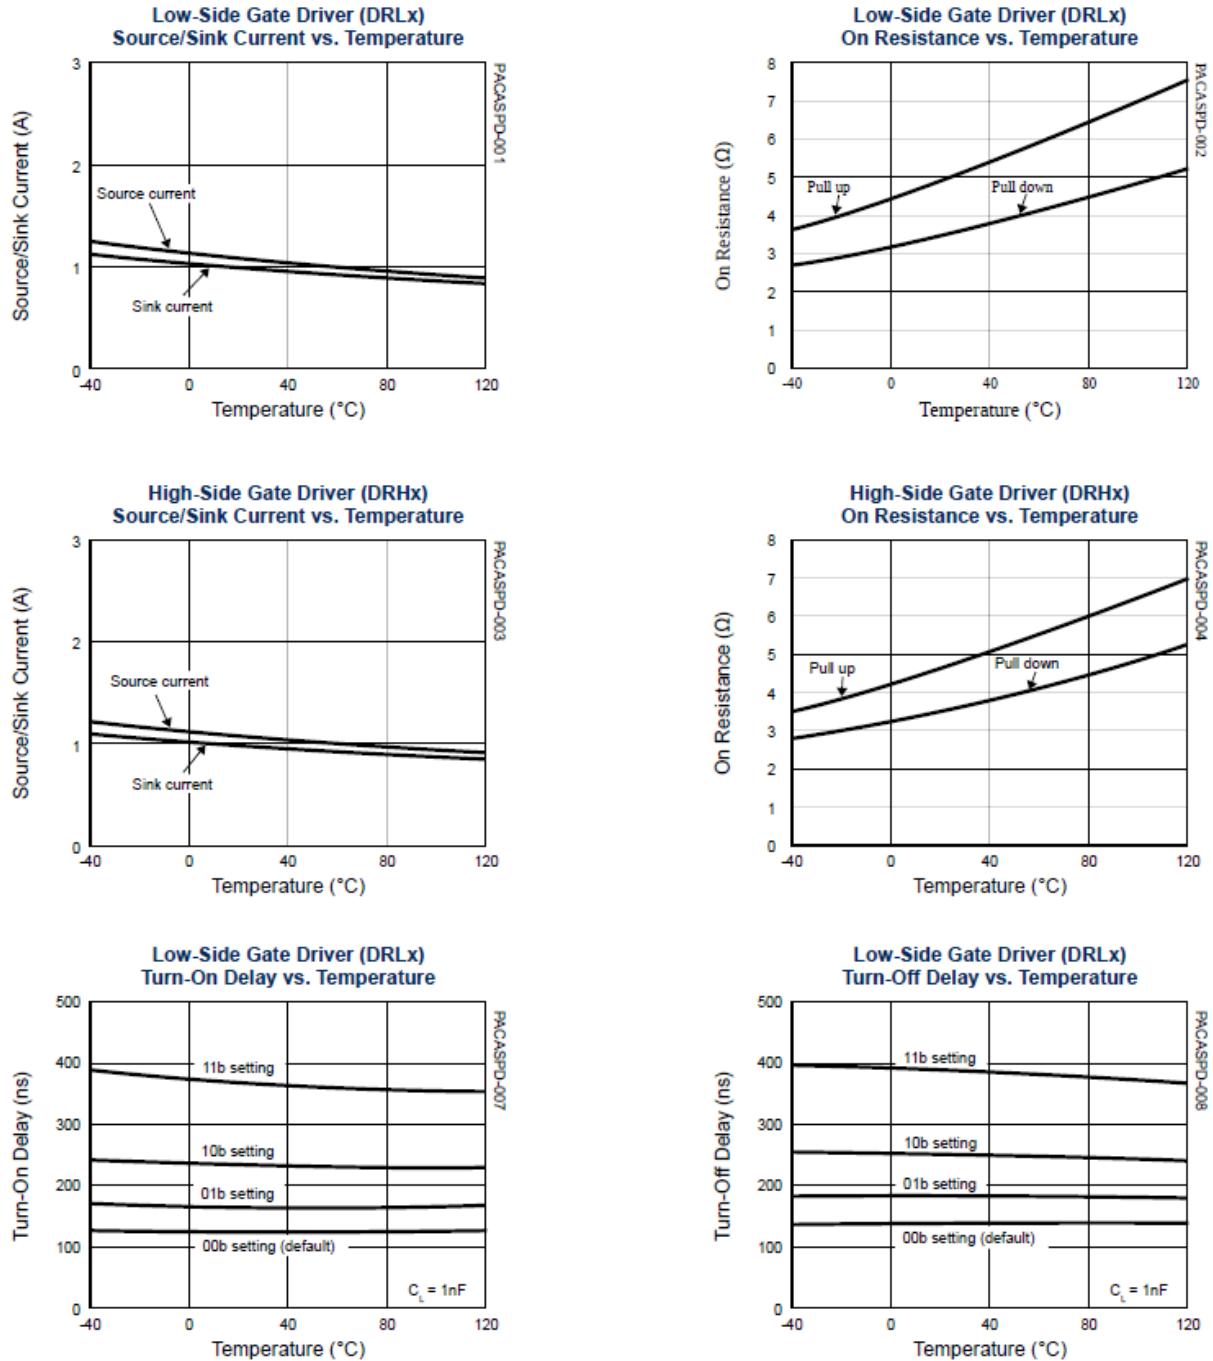 Low-Side Gate Driver (DRLx)
Source/Sink Current vs. Temperature
3
2
1
0
Source/Sink Current (A)
Source current
Sink current
-40
0
40
80
120
Temperature (°C)
PACASPD-001
Low-Side Gate Driver (DRLx)
On Resistance vs. Temperature
8
7
6
5
4
3
2
1
0
On Resistance (Ω)
Pull up
Pull down
-40
0
40
80
120
Temperature (°C)
PACASPD-002
High-Side Gate Driver (DRHx)
Source/Sink Current vs. Temperature
3
2
1
0
Source/Sink Current (A)
Source current
Sink current
-40
0
40
80
120
Temperature (°C)
PACASPD-003
High-Side Gate Driver (DRHx)
On Resistance vs. Temperature
8
7
6
5
4
3
2
1
0
On Resistance (Ω)
Pull up
Pull down
-40
0
40
80
120
Temperature (°C)
PACASPD-004
Low-Side Gate Driver (DRLx)
Turn-On Delay vs. Temperature
500
400
300
200
100
0
Turn-On Delay (ns)
11b setting
10b setting
01b setting
00b setting (default)
C_L = 1nF
-40
0
40
80
120
Temperature (°C)
PACASPD-007
Low-Side Gate Driver (DRLx)
Turn-Off Delay vs. Temperature
500
400
300
200
100
0
Turn-Off Delay (ns)
11b setting
10b setting
01b setting
00b setting (default)
C_L = 1nF
-40
0
40
80
120
Temperature (°C)
PACASPD-008